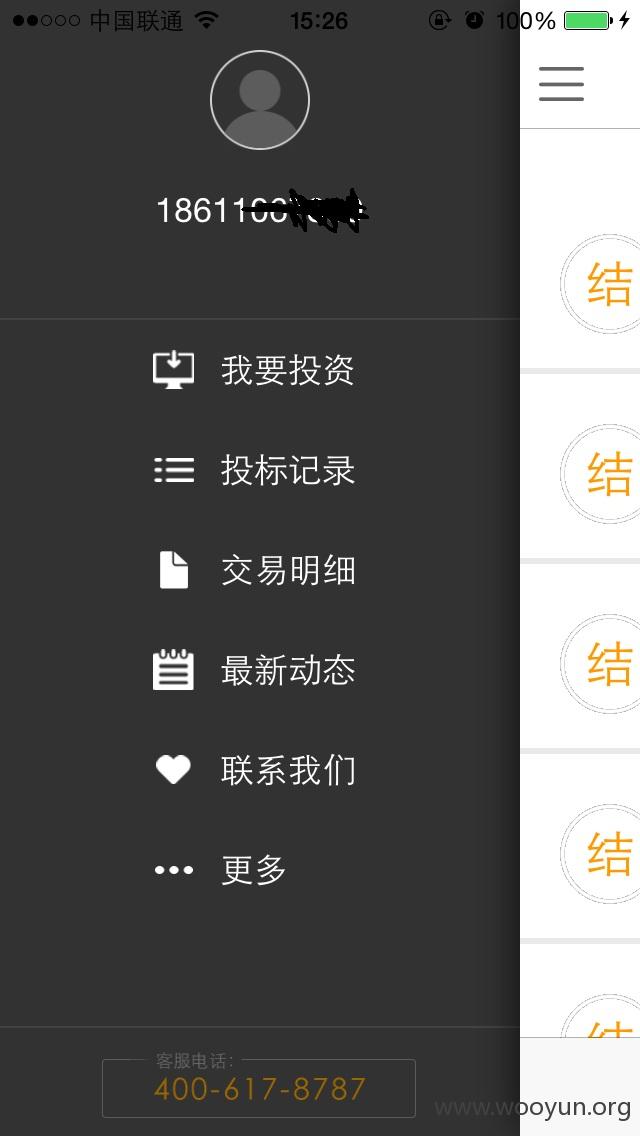 中国联通 15:26 100%
18611
我要投资
投标记录
交易明细
最新动态
联系我们
更多
结
结
结
结
结
客服电话:
400-617-8787
www.wooyun.org